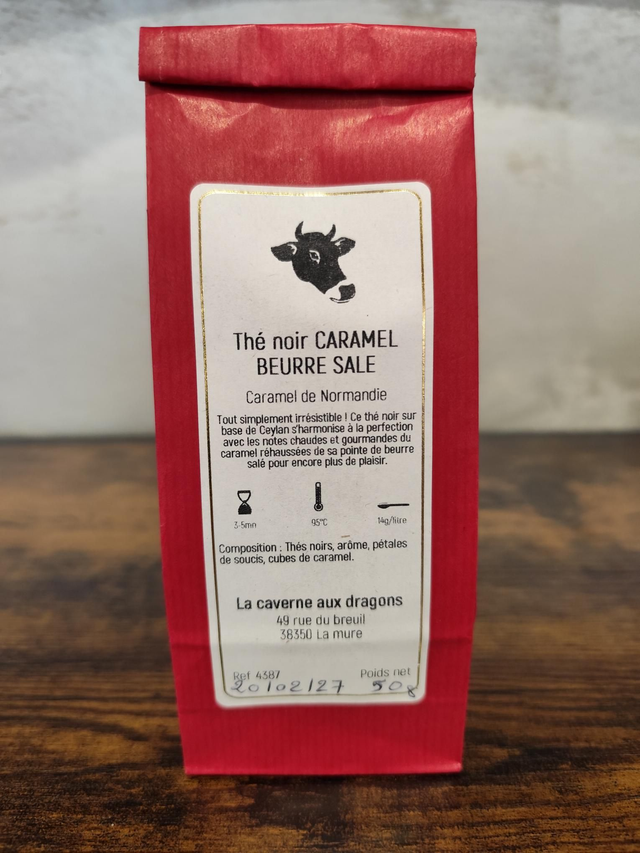 Thé noir CARAMEL
BEURRE SALE
Caramel de Normandie
Tout simplement irrésistible ! Ce thé noir sur
base de Ceylan s'harmonise à la perfection
avec les notes chaudes et gourmandes du
caramel réhaussées de sa pointe de beurre
salé pour encore plus de plaisir.
3-5mn 95°C 14g/litre
Composition : Thés noirs, arôme, pétales
de soucis, cubes de caramel.
La caverne aux dragons
49 rue du breuil
38350 La mure
Ref 4387 Poids net
20/02/27 50g